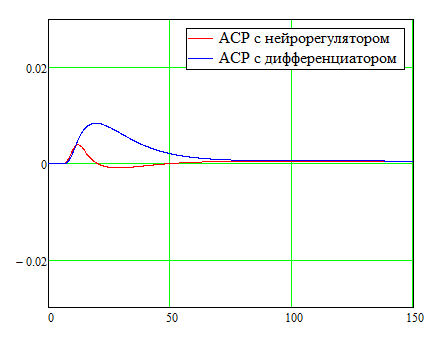 АСР с нейрорегулятором
АСР с дифференциатором
0.02
0
− 0.02
0 50 100 150